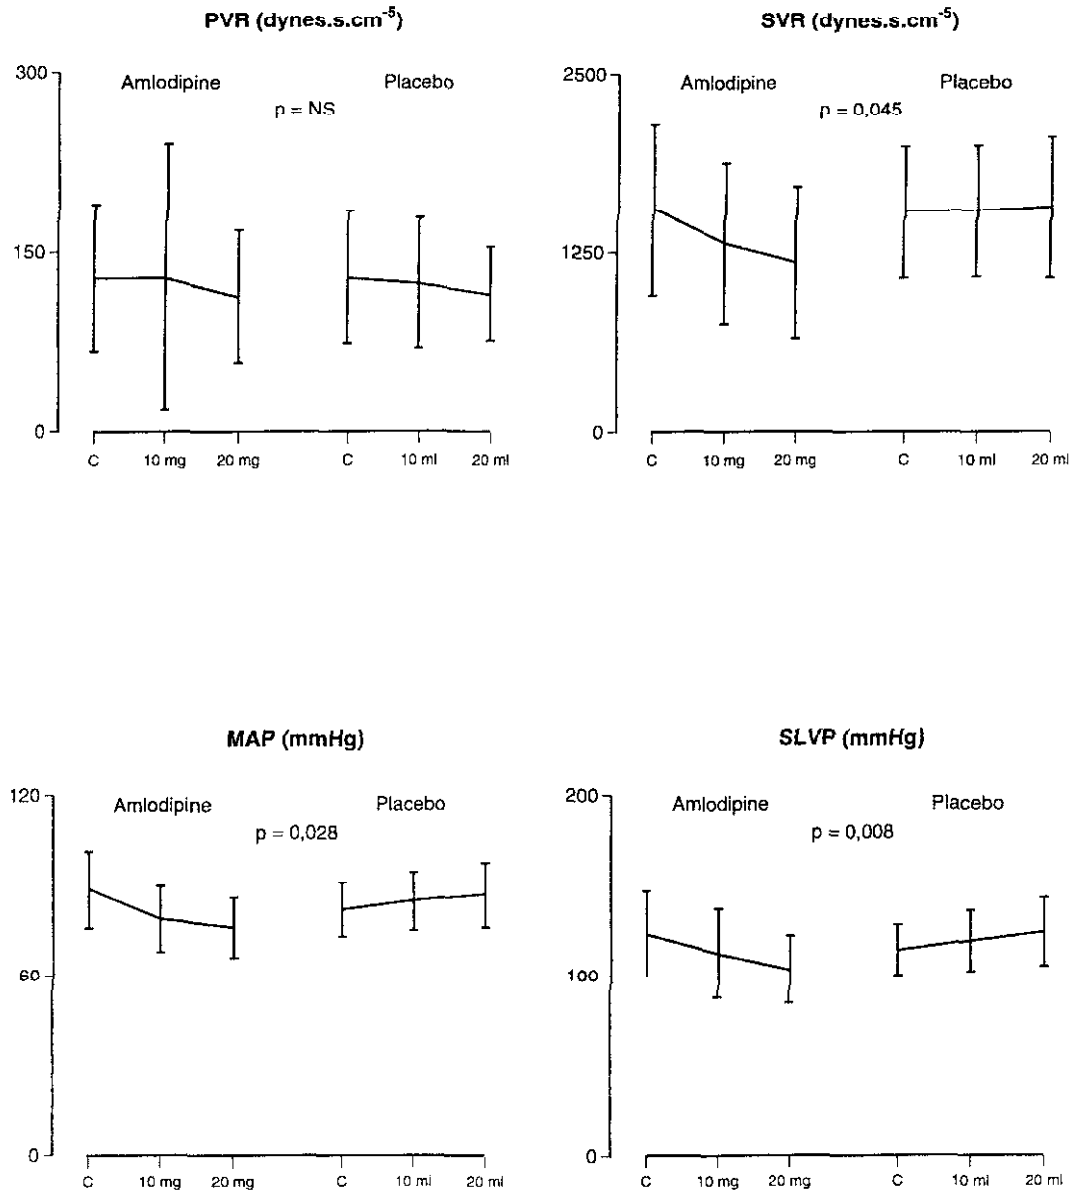 PVR (dynes.s.cm-5)
300
Amlodipine
Placebo
p = NS
150
0
C 10 mg 20 mg C 10 ml 20 ml
SVR (dynes.s.cm-5)
2500
Amlodipine
Placebo
p = 0,045
1250
0
C 10 mg 20 mg C 10 ml 20 ml
MAP (mmHg)
120
Amlodipine
Placebo
p = 0,028
60
0
C 10 mg 20 mg C 10 ml 20 ml
SLVP (mmHg)
200
Amlodipine
Placebo
p = 0,008
100
0
C 10 mg 20 mg C 10 ml 20 ml